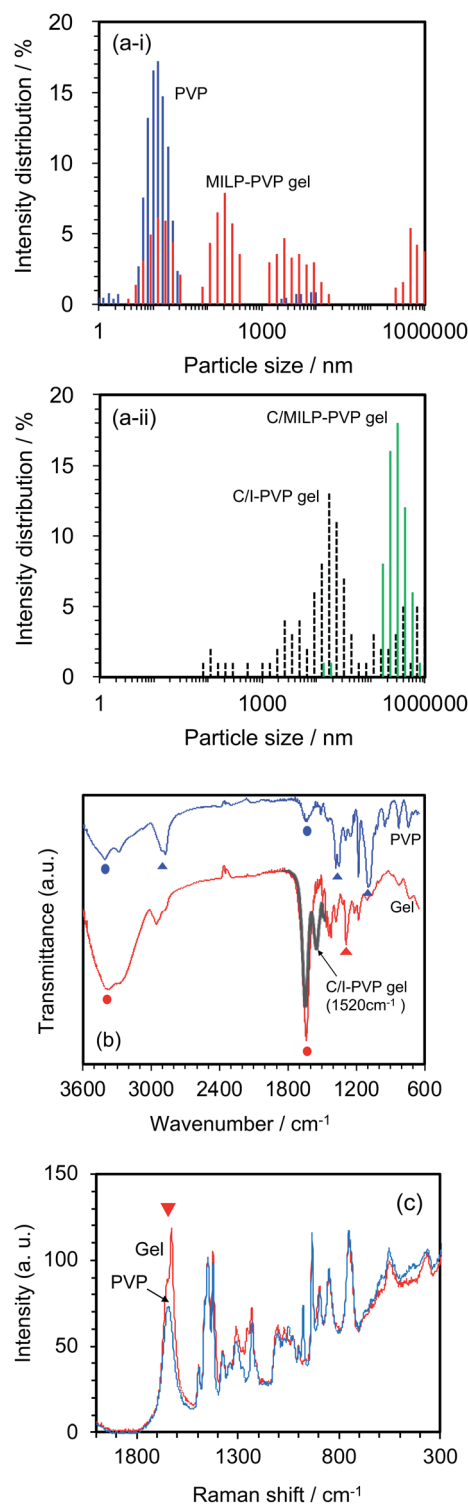 20
(a-i)
PVP
15
10
MILP-PVP gel
5
0
Intensity distribution / %
1
1000
1000000
Particle size / nm
20
(a-ii)
C/MILP-PVP gel
15
C/I-PVP gel
10
5
0
Intensity distribution / %
1
1000
1000000
Particle size / nm
PVP
Gel
C/I-PVP gel
(1520cm⁻¹ )
(b)
Transmittance (a.u.)
3600
3000
2400
1800
1200
600
Wavenumber / cm⁻¹
150
(c)
Gel
PVP
100
50
0
Intensity (a. u.)
1800
1300
800
300
Raman shift / cm⁻¹